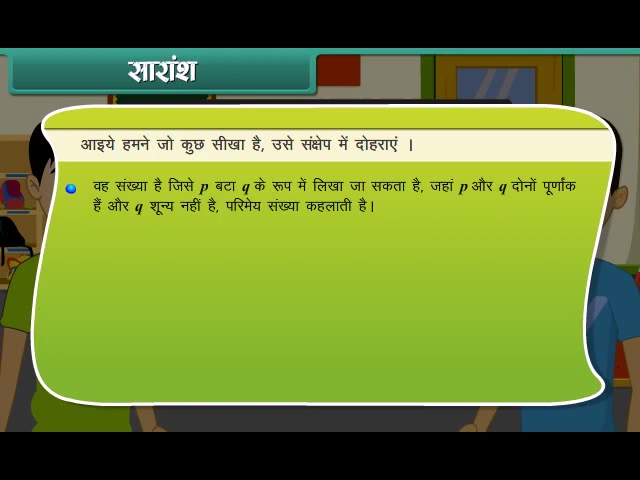 सारांश
आइये हमने जो कुछ सीखा है, उसे संक्षेप में दोहराएं ।
वह संख्या है जिसे p बटा q के रूप में लिखा जा सकता है, जहां p और q दोनों पूर्णांक
हैं और q शून्य नहीं है, परिमेय संख्या कहलाती है।